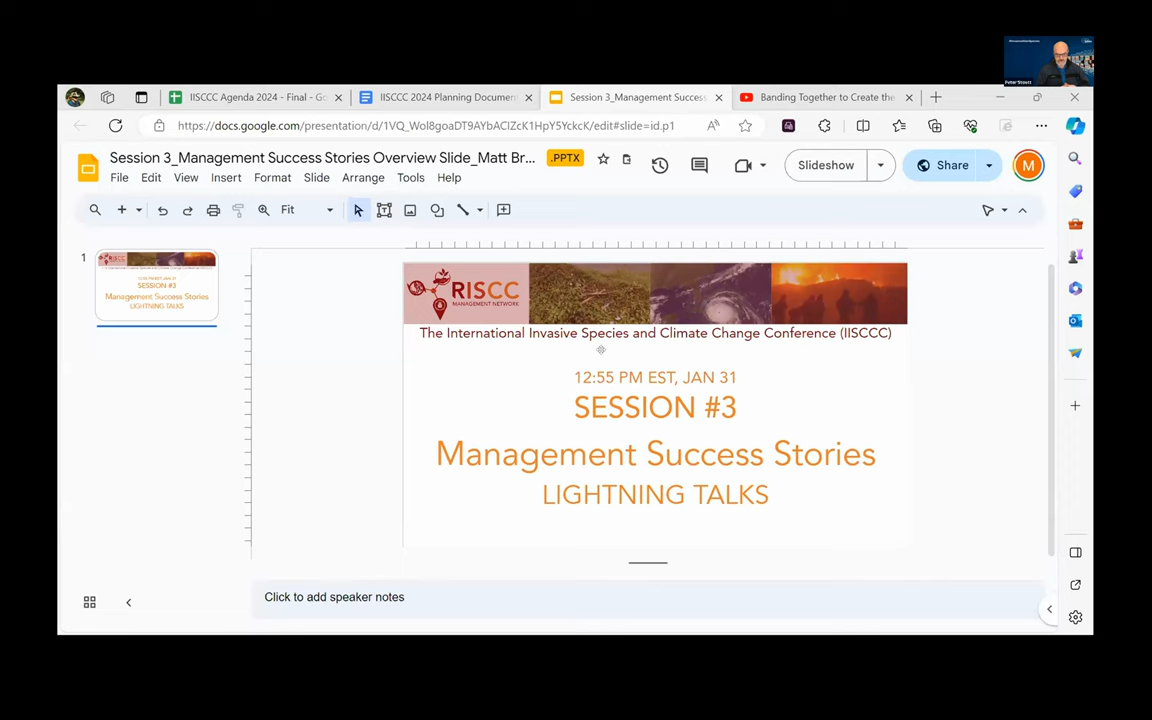 Peter Stovtt
IISCCC Agenda 2024 - Final - Go
IISCCC 2024 Planning Document
Session 3_Management Success
Banding Together to Create the
https://docs.google.com/presentation/d/1VQ_Wol8goaDT9AYbACIZcK1HpY5YckcK/edit#slide=id.p1
Session 3_Management Success Stories Overview Slide_Matt Br...
.PPTX
File Edit View Insert Format Slide Arrange Tools Help
Slideshow
Share
M
Fit
1
RISCC
MANAGEMENT NETWORK
The International Invasive Species and Climate Change Conference (IISCCC)
12:55 PM EST, JAN 31
SESSION #3
Management Success Stories
LIGHTNING TALKS
Click to add speaker notes